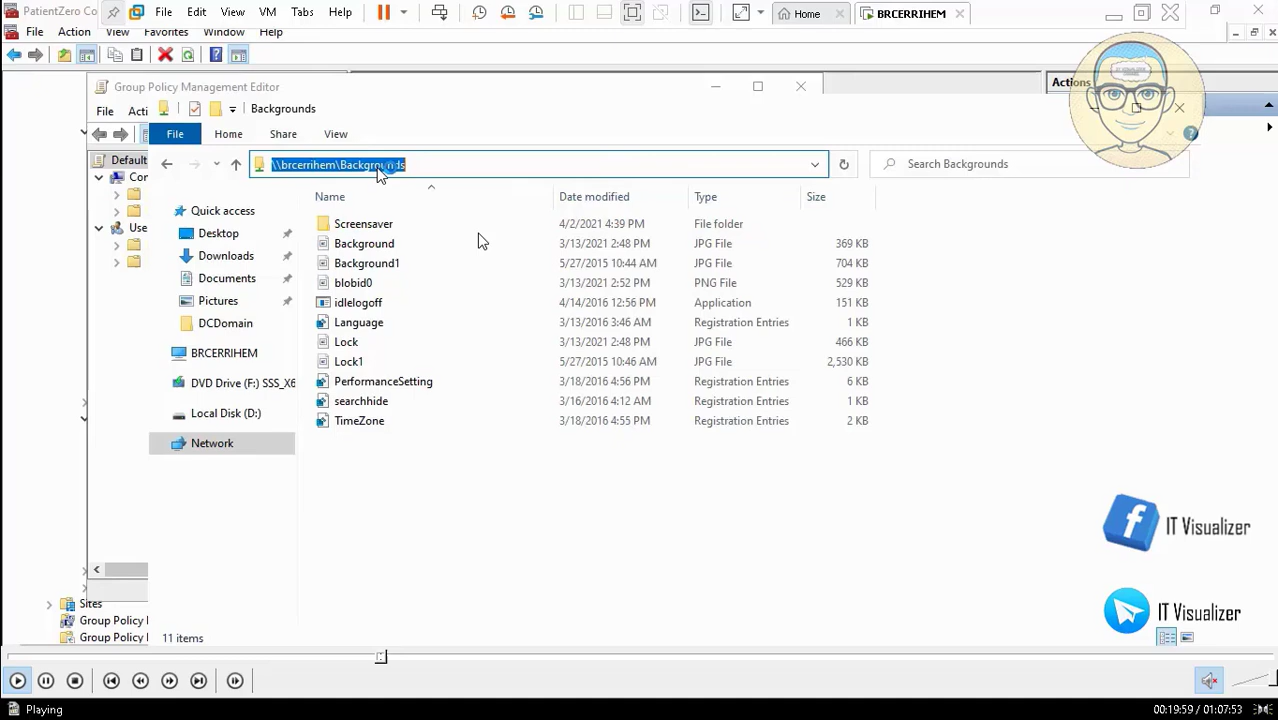 PatientZero Co
File Edit View VM Tabs Help
Home
BRCERRIHEM
File Action View Favorites Window Help
Group Policy Management Editor
Actions
IT VISUALIZER
File Acti
Backgrounds
File Home Share View
Default
\\brcerrihem\Backgrounds
Search Backgrounds
Con
Use
Name Date modified Type Size
Quick access
Desktop
Downloads
Documents
Pictures
DCDomain
BRCERRIHEM
DVD Drive (F:) SSS_X6
Local Disk (D:)
Network
Screensaver 4/2/2021 4:39 PM File folder
Background 3/13/2021 2:48 PM JPG File 369 KB
Background1 5/27/2015 10:44 AM JPG File 704 KB
blobid0 3/13/2021 2:52 PM PNG File 529 KB
idlelogoff 4/14/2016 12:56 PM Application 151 KB
Language 3/13/2016 3:46 AM Registration Entries 1 KB
Lock 3/13/2021 2:48 PM JPG File 466 KB
Lock1 5/27/2015 10:46 AM JPG File 2,530 KB
PerformanceSetting 3/18/2016 4:56 PM Registration Entries 6 KB
searchhide 3/16/2016 4:12 AM Registration Entries 1 KB
TimeZone 3/18/2016 4:55 PM Registration Entries 2 KB
f IT Visualizer
IT Visualizer
Sites
Group Policy I
Group Policy I
11 items
Playing
00:19:59 / 01:07:53